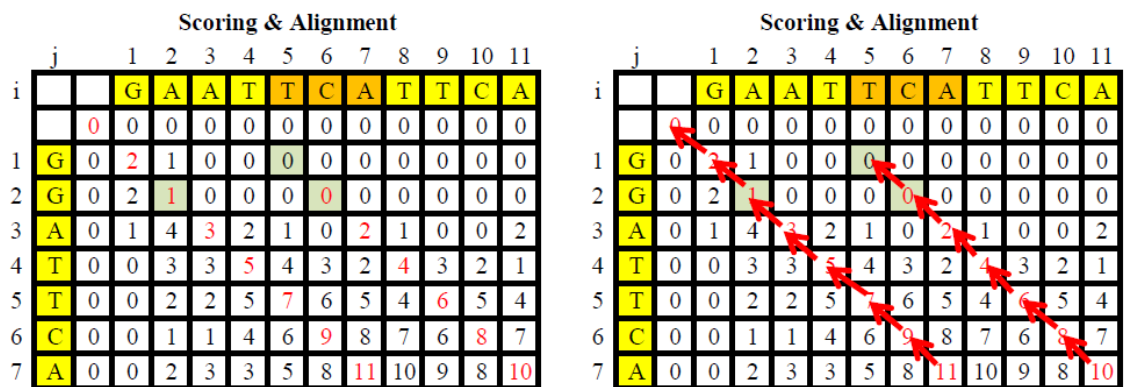 Scoring & Alignment Scoring & Alignment
j 1 2 3 4 5 6 7 8 9 10 11 j 1 2 3 4 5 6 7 8 9 10 11
i G A A T T C A T T C A i G A A T T C A T T C A
0 0 0 0 0 0 0 0 0 0 0 0 0 0 0 0 0 0 0 0 0 0 0 0
1 G 0 2 1 0 0 0 0 0 0 0 0 0 1 G 0 2 1 0 0 0 0 0 0 0 0 0
2 G 0 2 1 0 0 0 0 0 0 0 0 0 2 G 0 2 1 0 0 0 0 0 0 0 0 0
3 A 0 1 4 3 2 1 0 2 1 0 0 2 3 A 0 1 4 3 2 1 0 2 1 0 0 2
4 T 0 0 3 3 5 4 3 2 4 3 2 1 4 T 0 0 3 3 5 4 3 2 4 3 2 1
5 T 0 0 2 2 5 7 6 5 4 6 5 4 5 T 0 0 2 2 5 7 6 5 4 6 5 4
6 C 0 0 1 1 4 6 9 8 7 6 8 7 6 C 0 0 1 1 4 6 9 8 7 6 8 7
7 A 0 0 2 3 3 5 8 11 10 9 8 10 7 A 0 0 2 3 3 5 8 11 10 9 8 10